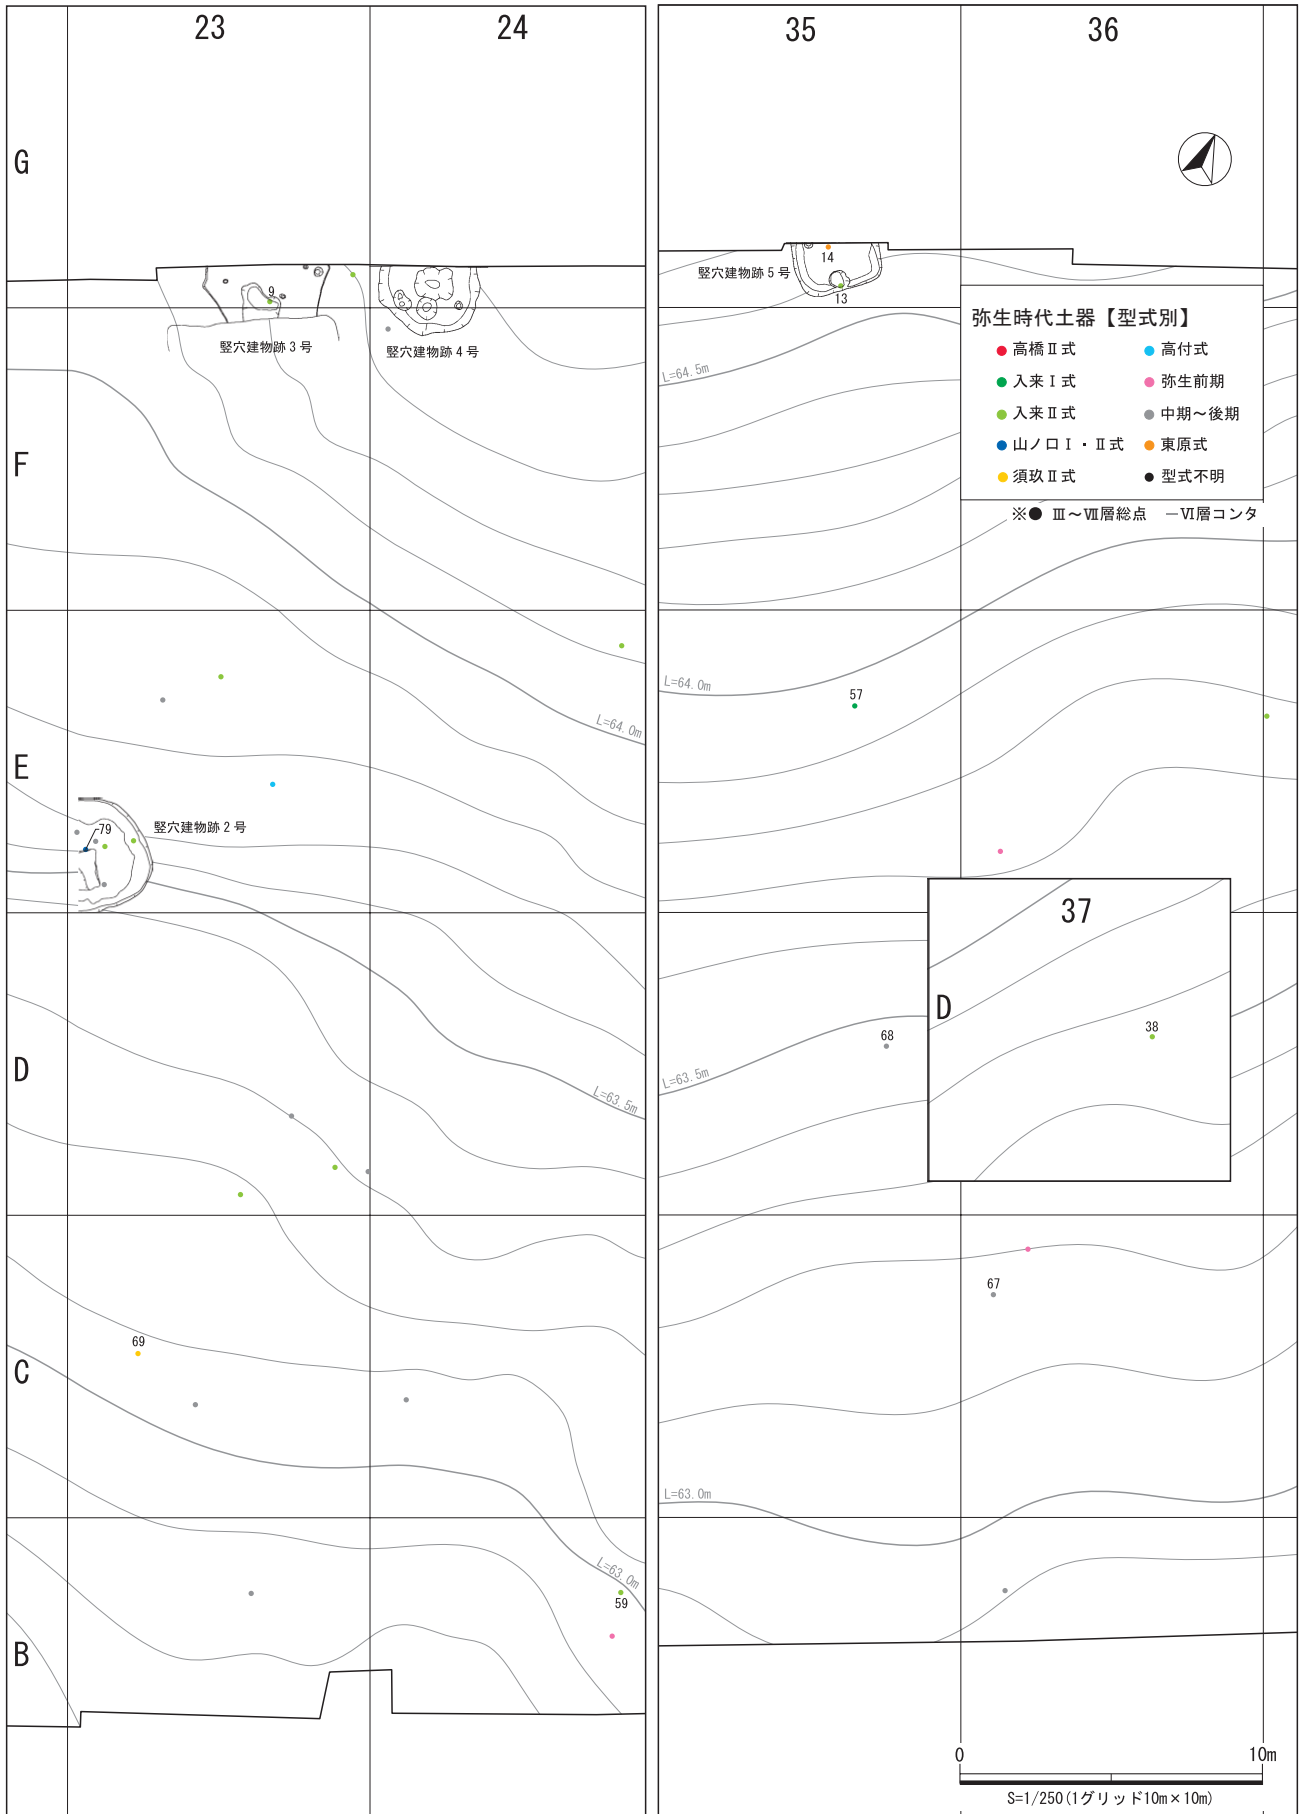 23
24
35
36
G
F
E
D
C
B
9
竪穴建物跡３号
竪穴建物跡４号
L=64.0m
79
竪穴建物跡２号
L=63.5m
69
L=63.0m
59
竪穴建物跡５号
14
13
弥生時代土器【型式別】
高橋Ⅱ式
高付式
入来Ⅰ式
弥生前期
入来Ⅱ式
中期～後期
山ノ口Ⅰ・Ⅱ式
東原式
須玖Ⅱ式
型式不明
※● Ⅲ～Ⅶ層総点 －Ⅵ層コンタ
L=64.5m
L=64.0m
57
37
D
38
68
L=63.5m
67
L=63.0m
0
10m
S=1/250(1グリッド10m×10m)